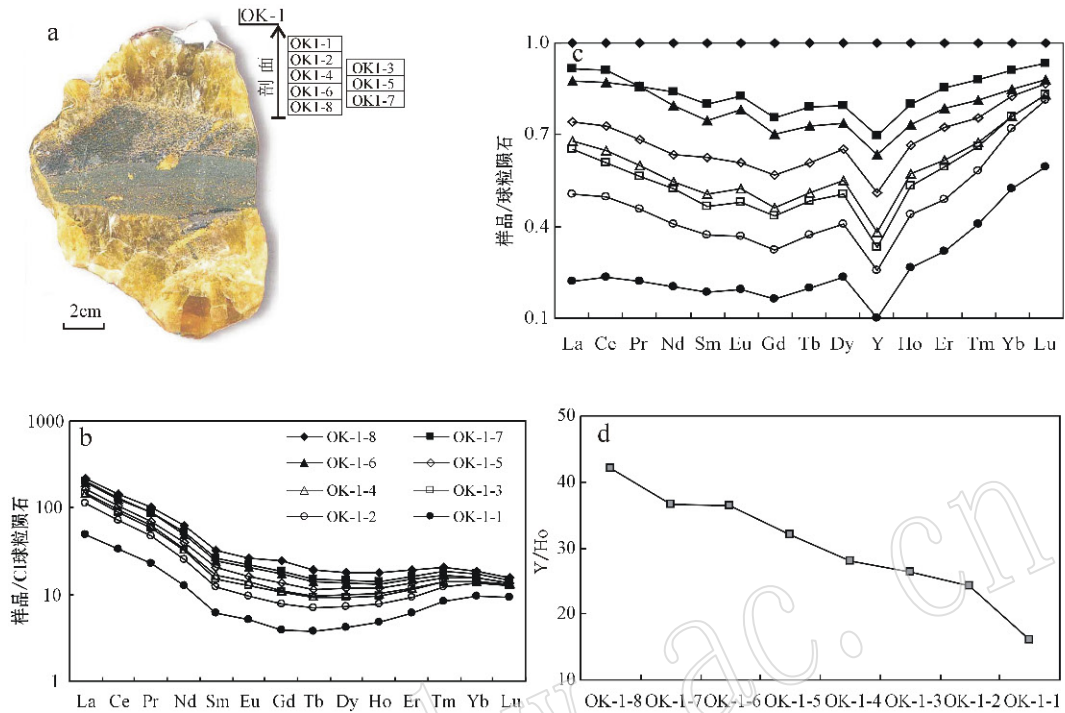 a
OK-1
剖面
OK1-1
OK1-2
OK1-4
OK1-6
OK1-8
OK1-3
OK1-5
OK1-7
2cm
c
样品/球粒陨石
1.0
0.7
0.4
0.1
La Ce Pr Nd Sm Eu Gd Tb Dy Y Ho Er Tm Yb Lu
b
样品/CI球粒陨石
1000
100
10
1
OK-1-8 OK-1-7
OK-1-6 OK-1-5
OK-1-4 OK-1-3
OK-1-2 OK-1-1
La Ce Pr Nd Sm Eu Gd Tb Dy Ho Er Tm Yb Lu
d
Y/Ho
50
40
30
20
10
OK-1-8 OK-1-7 OK-1-6 OK-1-5 OK-1-4 OK-1-3 OK-1-2 OK-1-1
ac.cn